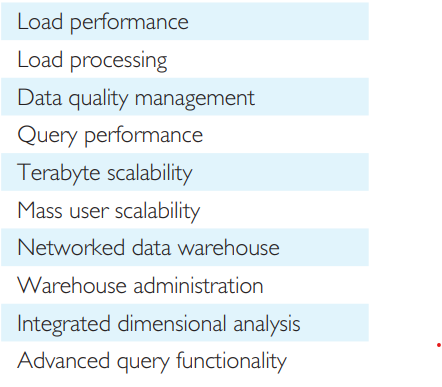 Load performance
Load processing
Data quality management
Query performance
Terabyte scalability
Mass user scalability
Networked data warehouse
Warehouse administration
Integrated dimensional analysis
Advanced query functionality